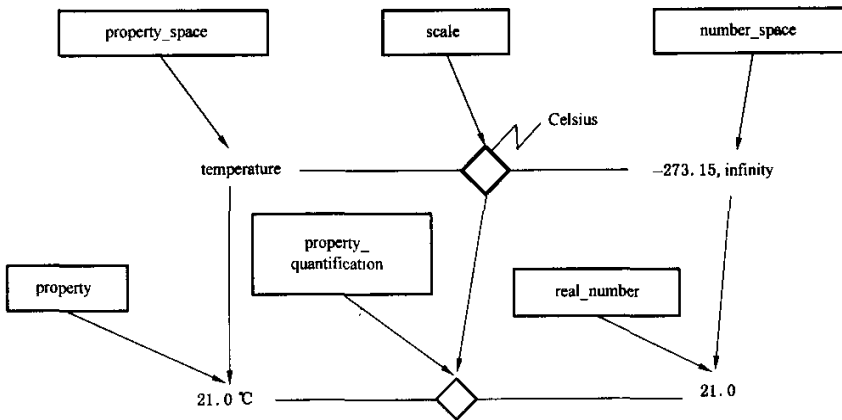 property_space
scale
number_space
Celsius
temperature
−273.15, infinity
property_
quantification
property
real_number
21.0 ℃
21.0